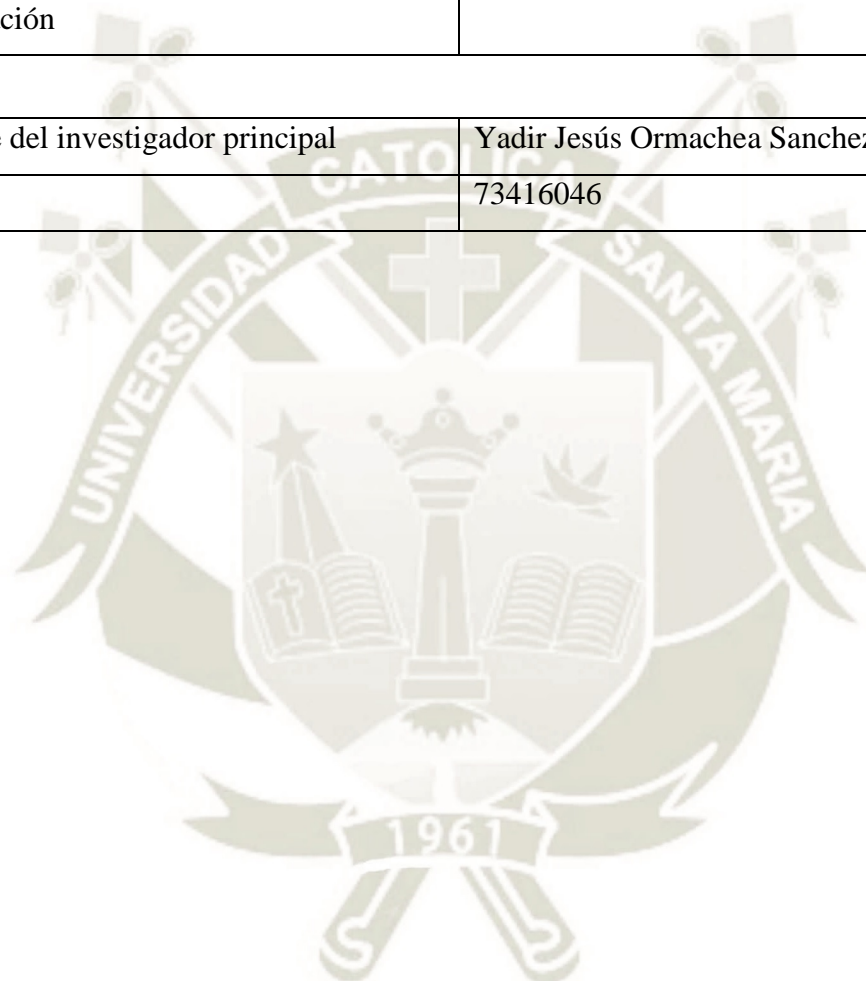 ción
del investigador principal Yadir Jesús Ormachea Sanchez
73416046
UNIVERSIDAD CATOLICA SANTA MARIA
1961